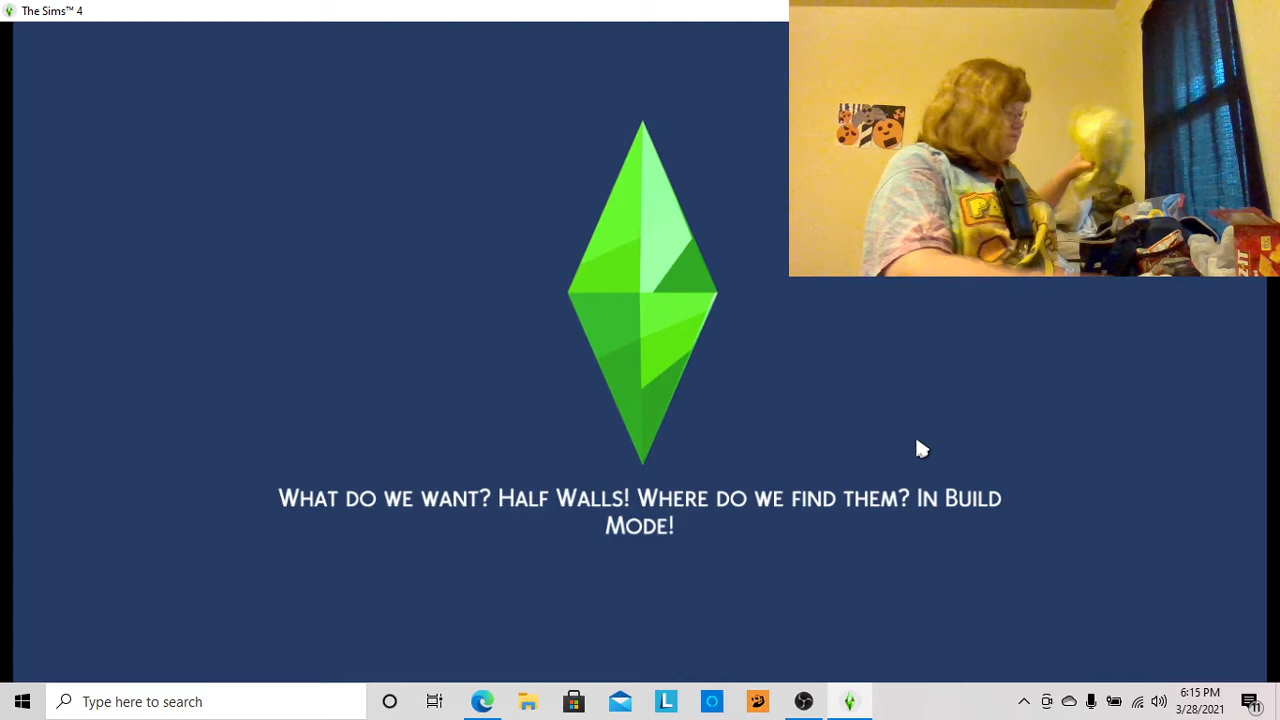 The Sims™ 4
What do we want? Half Walls! Where do we find them? In Build
Mode!
Type here to search
6:15 PM
3/28/2021